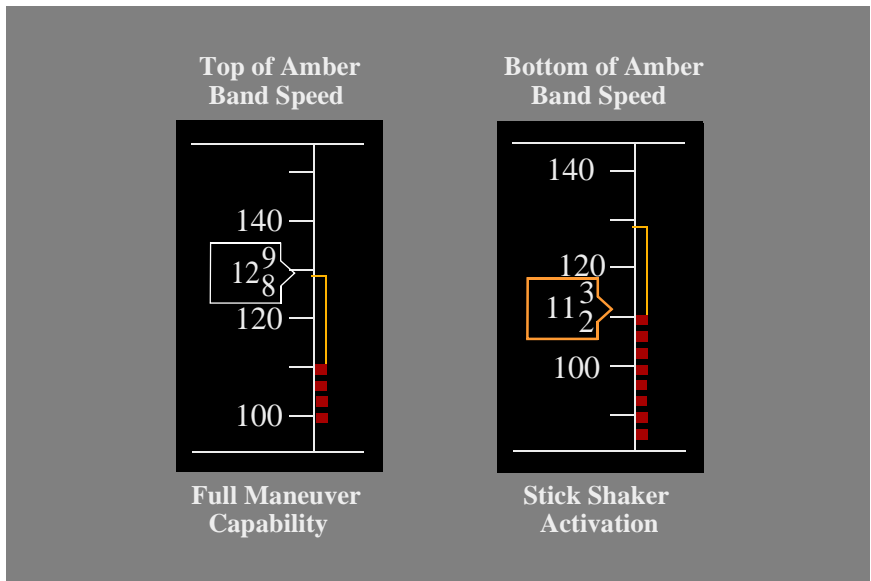 Top of Amber
Band Speed
140
9
12
8
120
100
Full Maneuver
Capability
Bottom of Amber
Band Speed
140
120
3
11
2
100
Stick Shaker
Activation